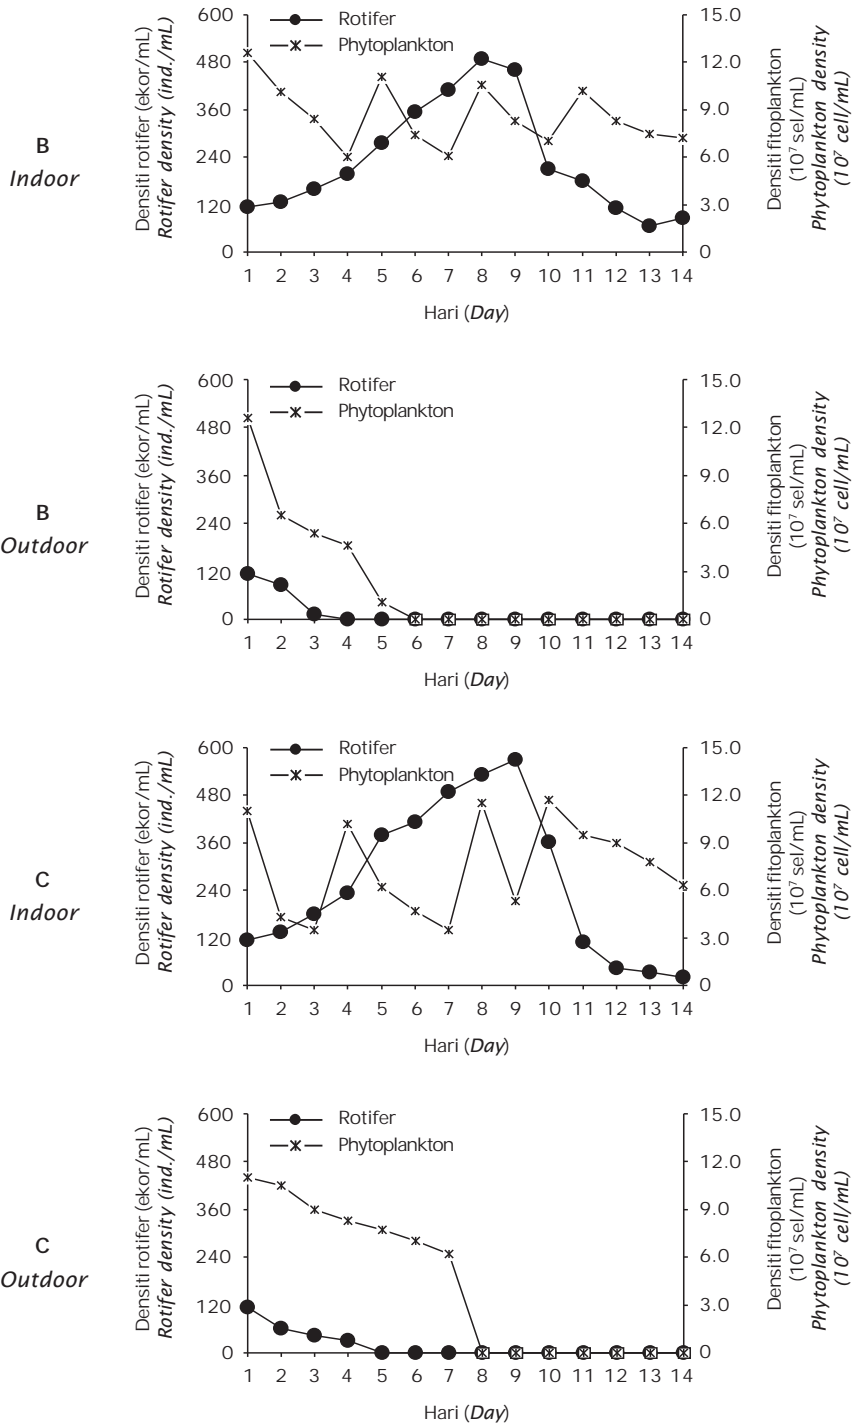 B
Indoor
Densiti rotifer (ekor/mL)
Rotifer density (ind./mL)
600
480
360
240
120
0
Rotifer
Phytoplankton
15.0
12.0
9.0
6.0
3.0
0
Densiti fitoplankton
(10⁷ sel/mL)
Phytoplankton density
(10⁷ cell/mL)
1 2 3 4 5 6 7 8 9 10 11 12 13 14
Hari (Day)
B
Outdoor
Densiti rotifer (ekor/mL)
Rotifer density (ind./mL)
600
480
360
240
120
0
Rotifer
Phytoplankton
15.0
12.0
9.0
6.0
3.0
0
Densiti fitoplankton
(10⁷ sel/mL)
Phytoplankton density
(10⁷ cell/mL)
1 2 3 4 5 6 7 8 9 10 11 12 13 14
Hari (Day)
C
Indoor
Densiti rotifer (ekor/mL)
Rotifer density (ind./mL)
600
480
360
240
120
0
Rotifer
Phytoplankton
15.0
12.0
9.0
6.0
3.0
0
Densiti fitoplankton
(10⁷ sel/mL)
Phytoplankton density
(10⁷ cell/mL)
1 2 3 4 5 6 7 8 9 10 11 12 13 14
Hari (Day)
C
Outdoor
Densiti rotifer (ekor/mL)
Rotifer density (ind./mL)
600
480
360
240
120
0
Rotifer
Phytoplankton
15.0
12.0
9.0
6.0
3.0
0
Densiti fitoplankton
(10⁷ sel/mL)
Phytoplankton density
(10⁷ cell/mL)
1 2 3 4 5 6 7 8 9 10 11 12 13 14
Hari (Day)